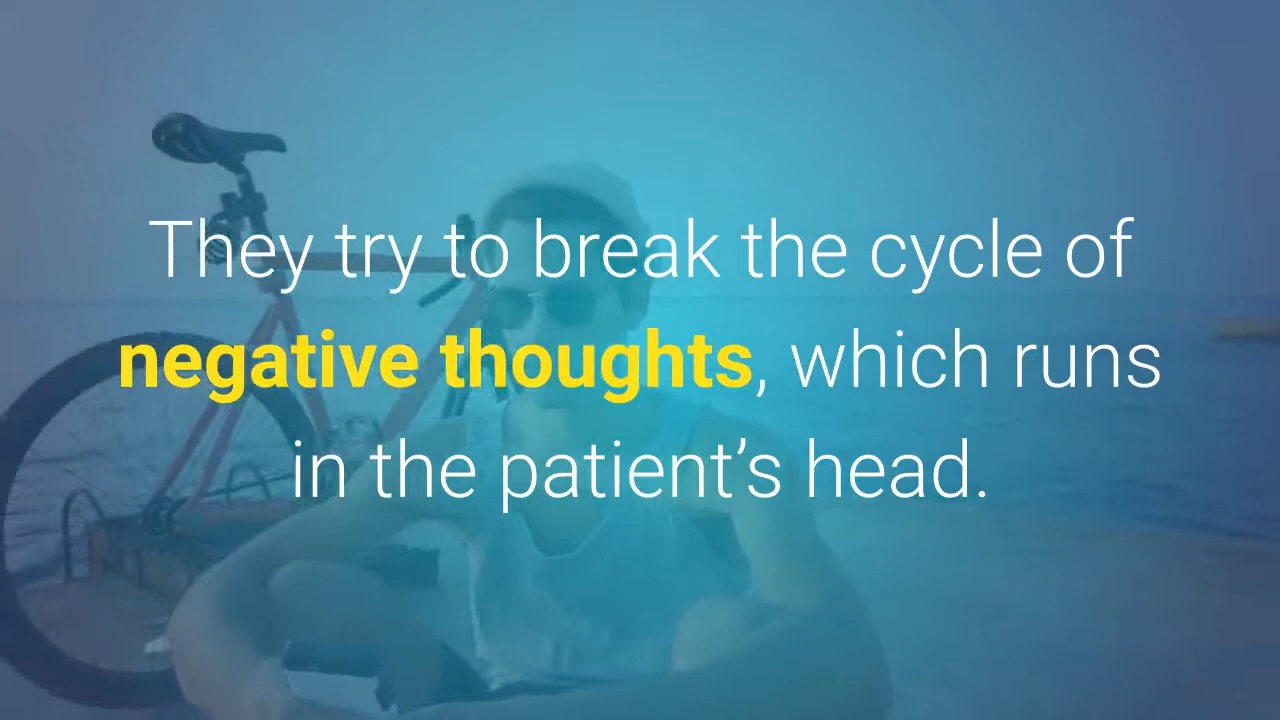 They try to break the cycle of
negative thoughts, which runs
in the patient’s head.